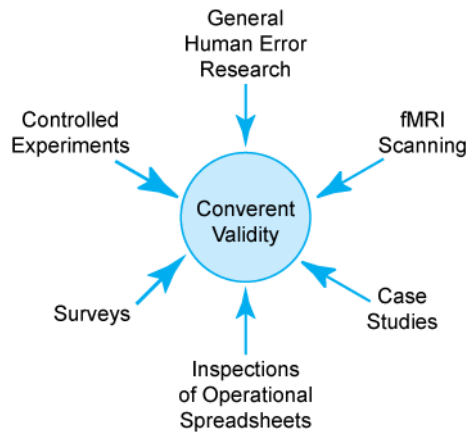 General
Human Error
Research
Controlled
Experiments
fMRI
Scanning
Converent
Validity
Surveys
Case
Studies
Inspections
of Operational
Spreadsheets